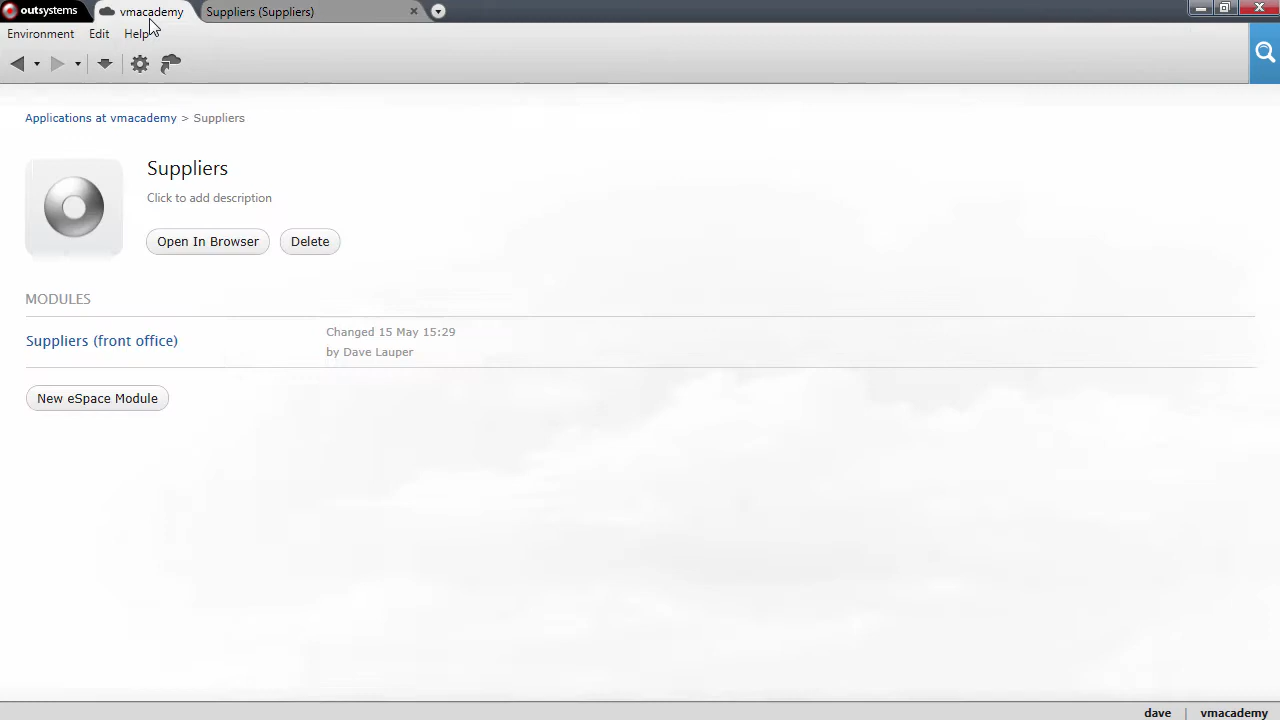 outsystems
vmacademy
Suppliers (Suppliers)
Environment Edit Help
Applications at vmacademy > Suppliers
Suppliers
Click to add description
Open In Browser Delete
MODULES
Suppliers (front office)
Changed 15 May 15:29
by Dave Lauper
New eSpace Module
dave | vmacademy